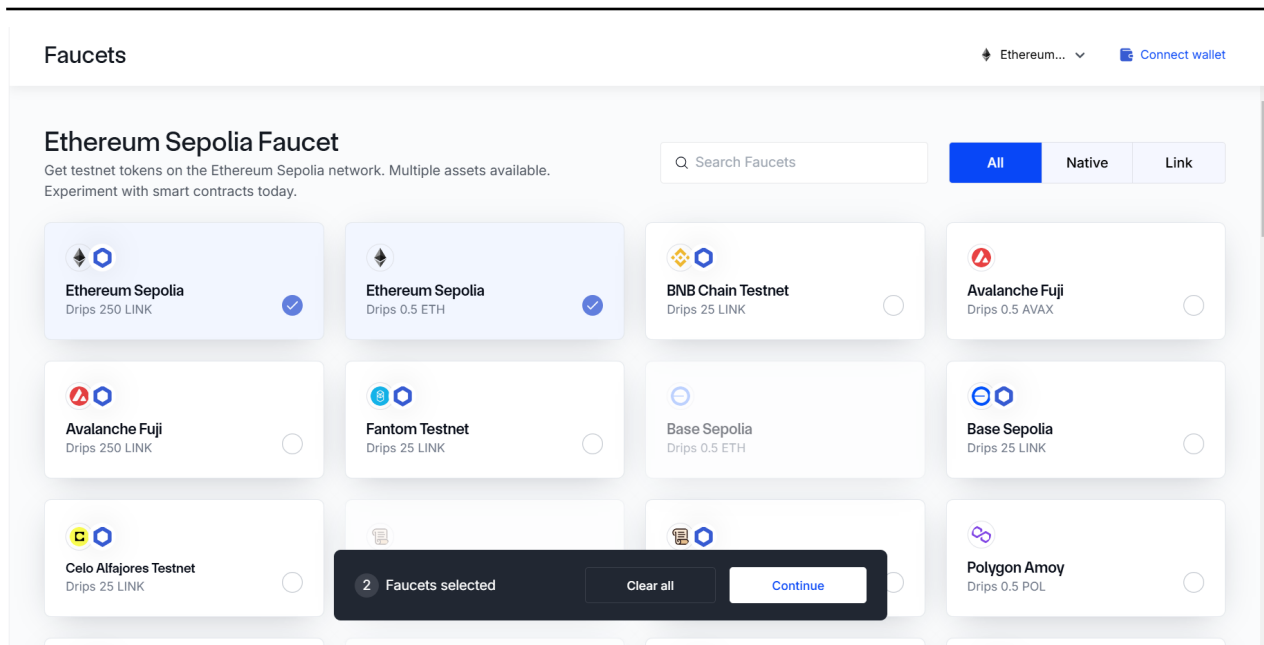 Faucets
Ethereum...
Connect wallet
Ethereum Sepolia Faucet
Get testnet tokens on the Ethereum Sepolia network. Multiple assets available.
Experiment with smart contracts today.
Search Faucets
All
Native
Link
Ethereum Sepolia
Drips 250 LINK
Ethereum Sepolia
Drips 0.5 ETH
BNB Chain Testnet
Drips 25 LINK
Avalanche Fuji
Drips 0.5 AVAX
Avalanche Fuji
Drips 250 LINK
Fantom Testnet
Drips 25 LINK
Base Sepolia
Drips 0.5 ETH
Base Sepolia
Drips 25 LINK
Celo Alfajores Testnet
Drips 25 LINK
Polygon Amoy
Drips 0.5 POL
2 Faucets selected
Clear all
Continue